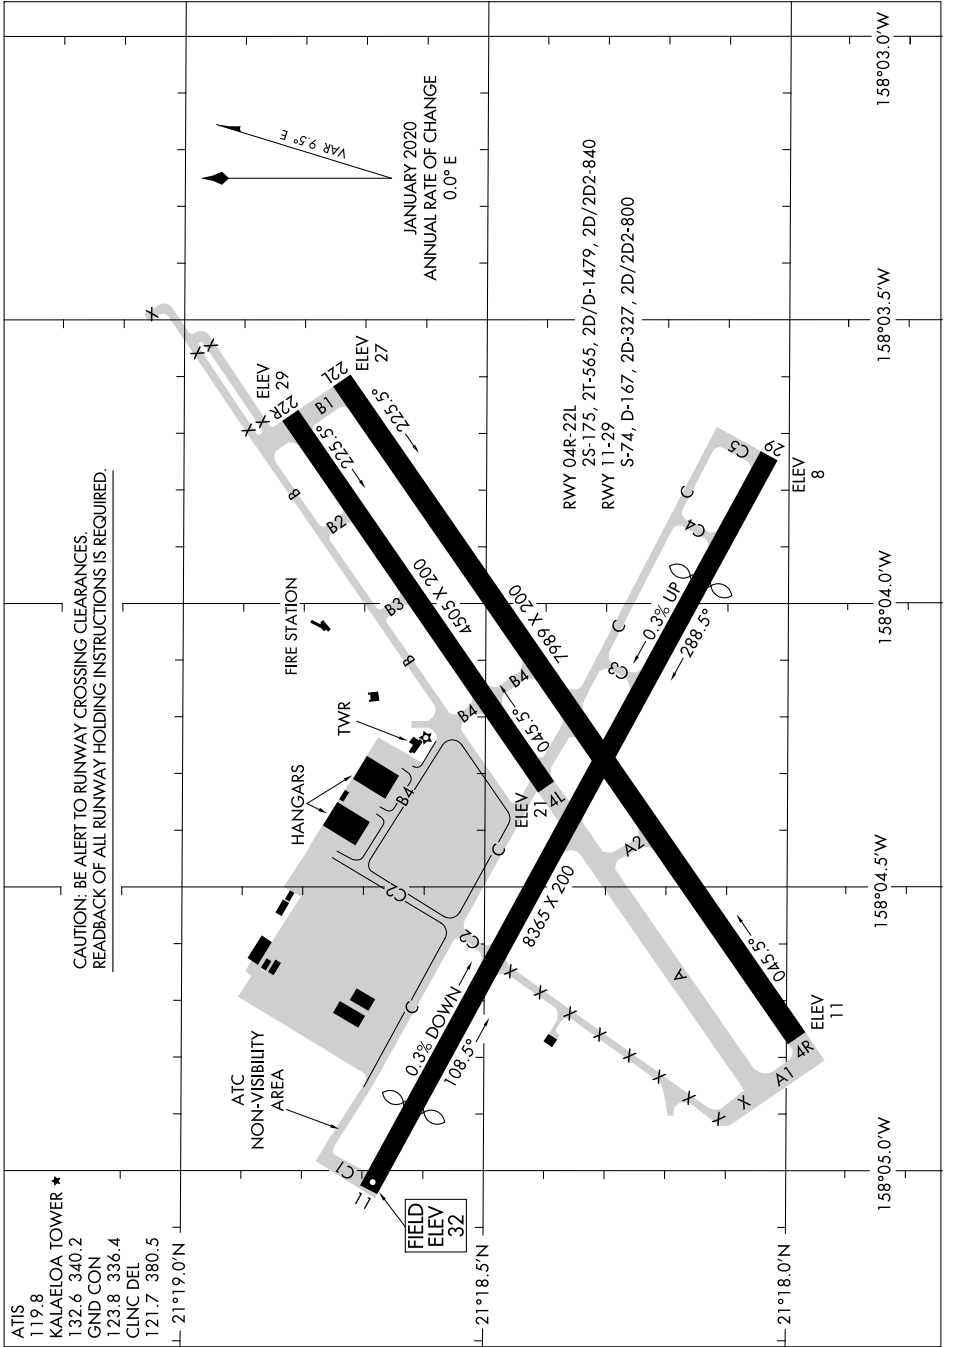 ATIS
119.8
KALAELOA TOWER ★
132.6 340.2
GND CON
123.8 336.4
CLNC DEL
121.7 380.5
CAUTION: BE ALERT TO RUNWAY CROSSING CLEARANCES.
READBACK OF ALL RUNWAY HOLDING INSTRUCTIONS IS REQUIRED.
VAR 9.5° E
JANUARY 2020
ANNUAL RATE OF CHANGE
0.0° E
21°19.0'N
21°18.5'N
21°18.0'N
158°05.0'W
158°04.5'W
158°04.0'W
158°03.5'W
158°03.0'W
ATC
NON-VISIBILITY
AREA
HANGARS
TWR
FIRE STATION
FIELD
ELEV
32
11
C1
0.3% DOWN
108.5°
C
C2
C2
C
B4
8365 X 200
ELEV
21
4L
045.5°
B4
B4
4505 X 200
B
B3
B2
B
225.5°
22R
ELEV
29
B1
22L
ELEV
27
225.5°
7989 X 200
X
X
X
X
X
RWY 04R-22L
2S-175, 2T-565, 2D/D-1479, 2D/2D2-840
RWY 11-29
S-74, D-167, 2D-327, 2D/2D2-800
C3
C
0.3% UP
288.5°
C4
C
C5
29
ELEV
8
A2
A
045.5°
4R
ELEV
11
A1
X
X
X
X
X
X
X
X
X